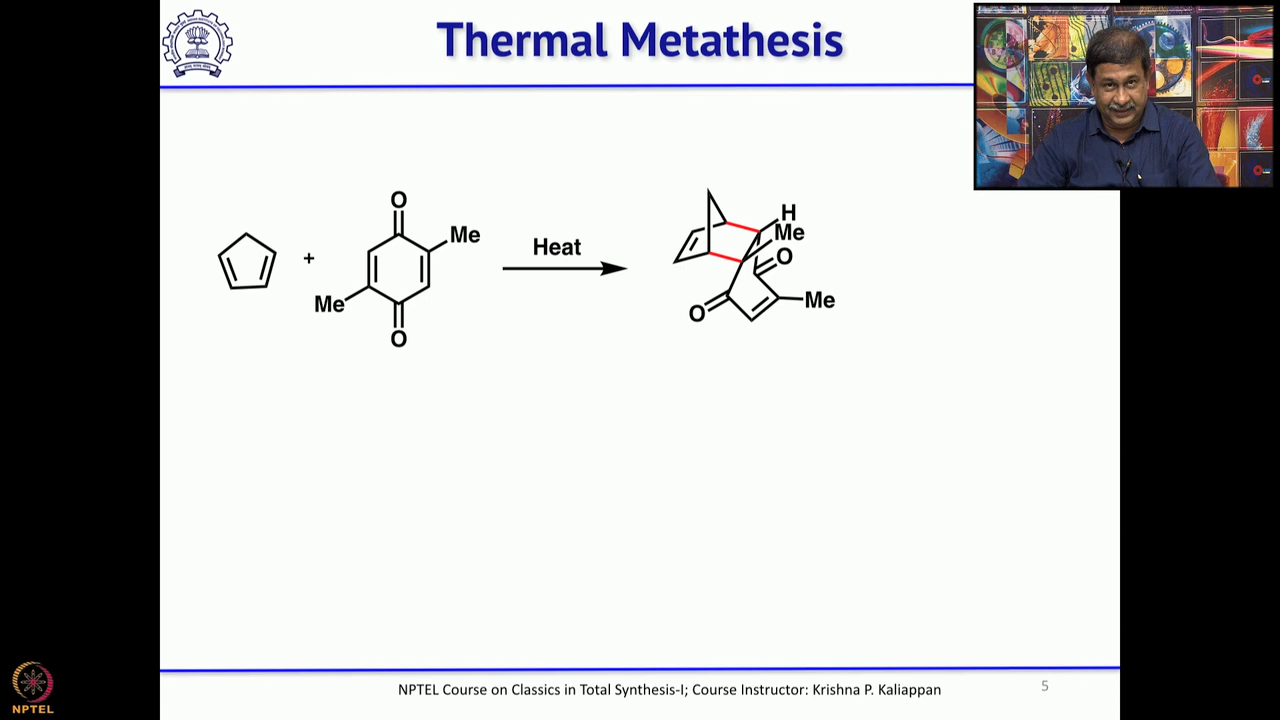 Thermal Metathesis
O
Me
+
Me
O
Heat
H
Me
O
O
Me
NPTEL Course on Classics in Total Synthesis-I; Course Instructor: Krishna P. Kaliappan
5
NPTEL